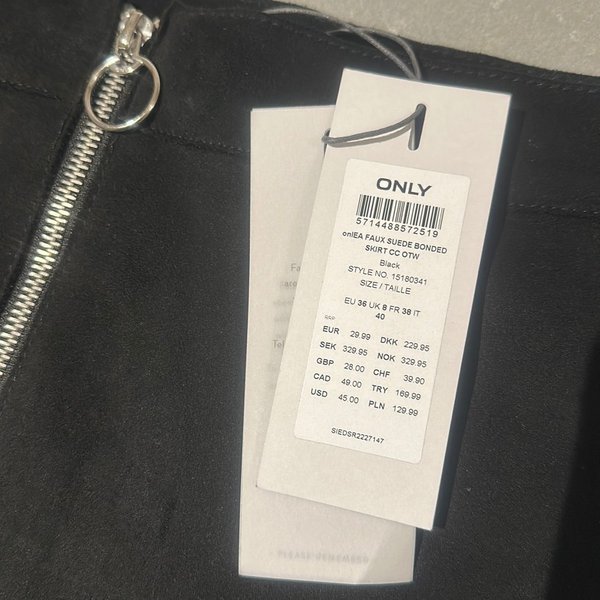 ONLY
5714488572519
onlEA FAUX SUEDE BONDED
SKIRT CC OTW
Black
STYLE NO. 15160341
SIZE / TAILLE
EU 36 UK 8 FR 38 IT
40
RRP
EUR 29.99 DKK 229.95
SEK 329.95 NOK 329.95
GBP 28.00 CHF 39.90
CAD 49.00 TRY 169.99
USD 45.00 PLN 129.99
SIEDSR2227147
PLEASE REMEMBER